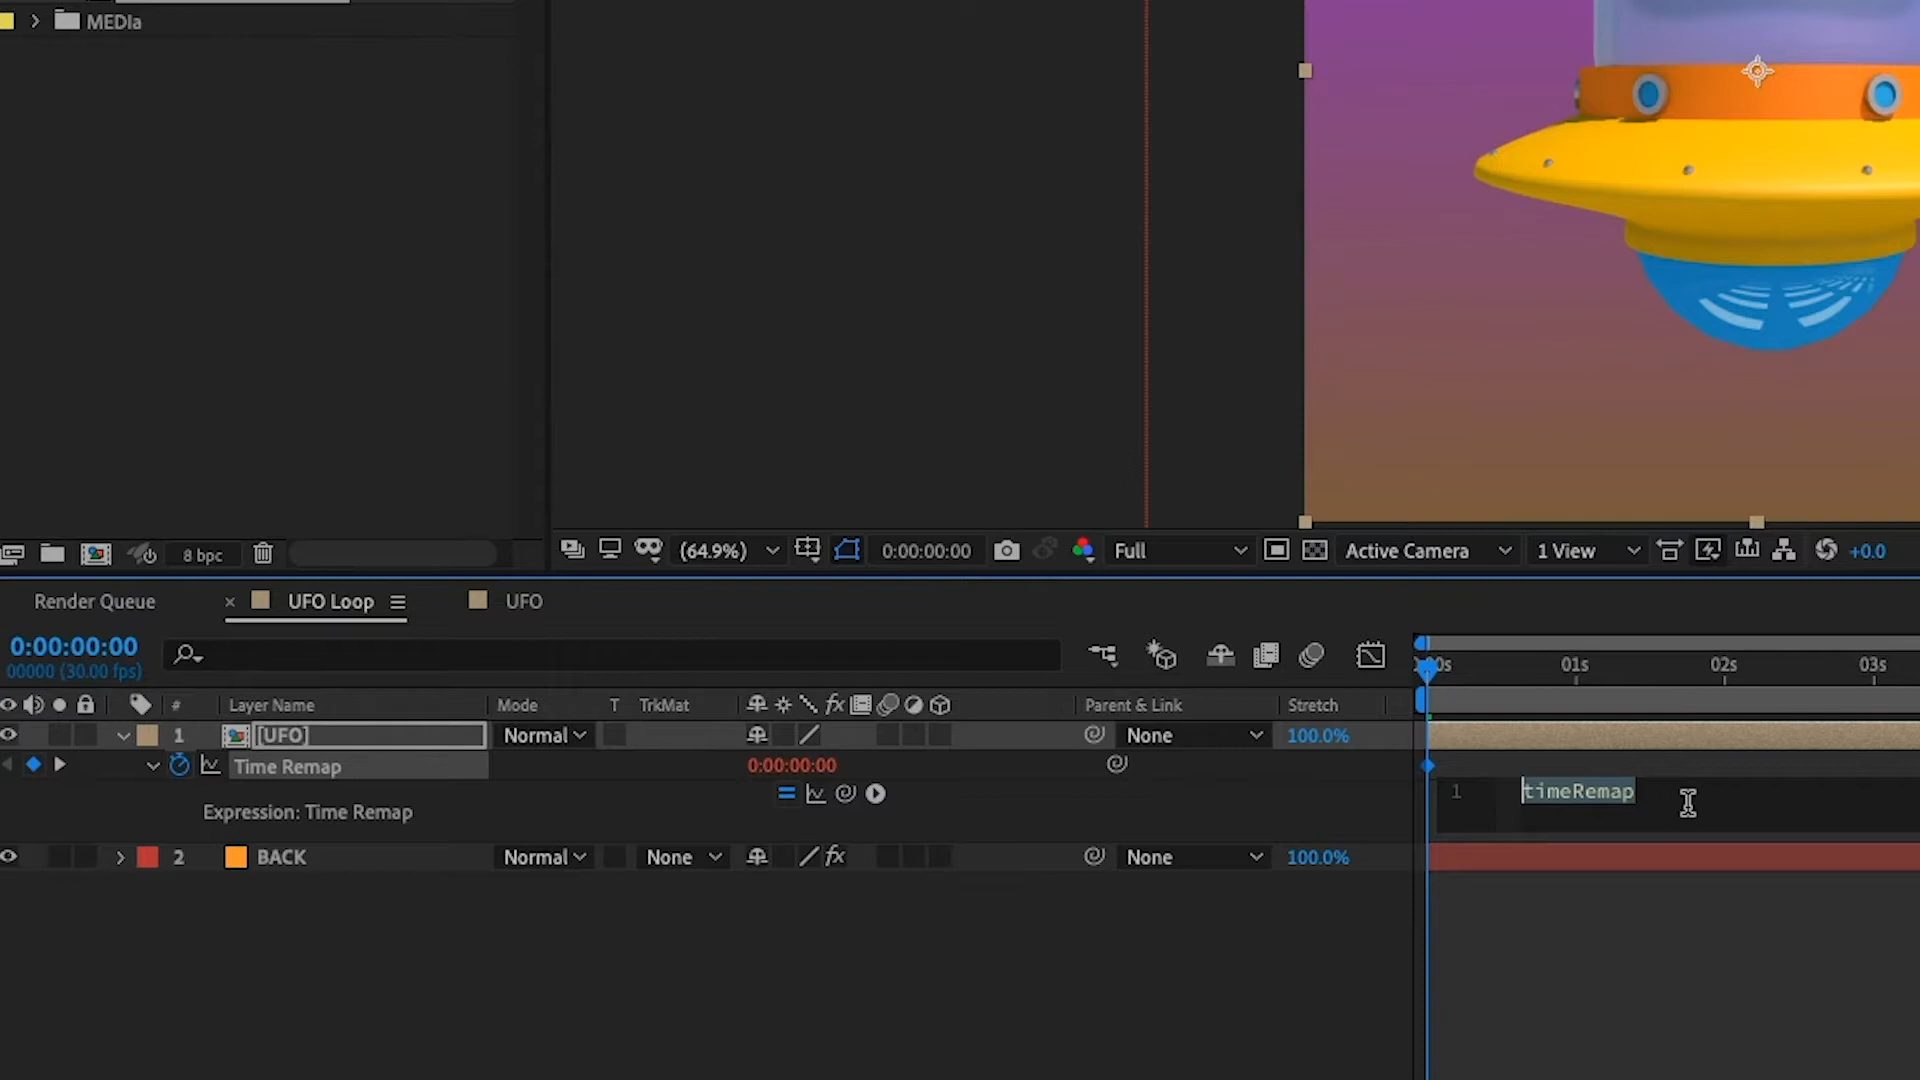 MEDIa
8 bpc
(64.9%)
0:00:00:00
Full
Active Camera
1 View
+0.0
Render Queue
× UFO Loop
UFO
0:00:00:00
00000 (30.00 fps)
01s
02s
03s
# Layer Name
Mode
T TrkMat
fx
Parent & Link
Stretch
1 [UFO]
Normal
None
100.0%
Time Remap
0:00:00:00
Expression: Time Remap
1 timeRemap
2 BACK
Normal
None
fx
None
100.0%